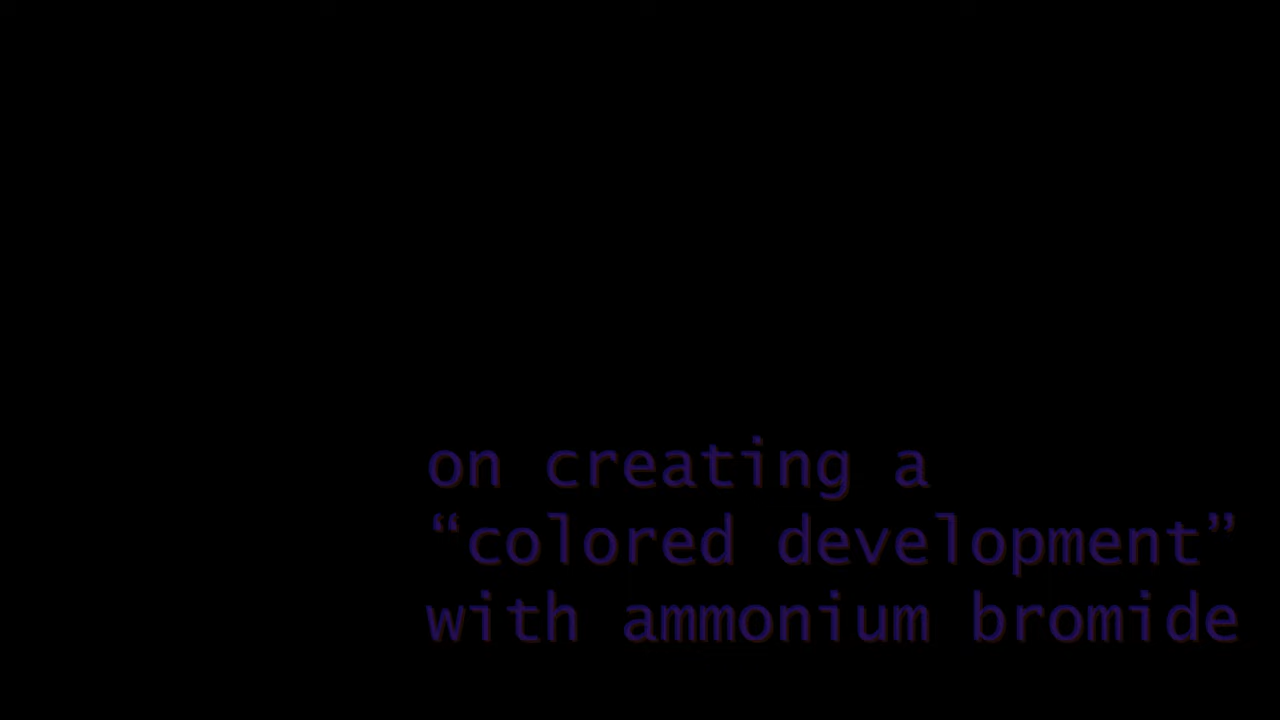 on creating a
“colored development”
with ammonium bromide